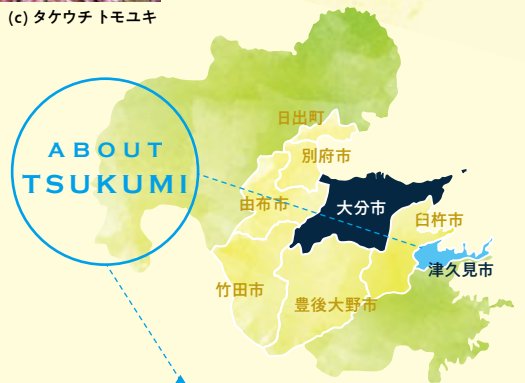 (c) タケウチ トモユキ
ABOUT
TSUKUMI
日出町
別府市
由布市
大分市
臼杵市
津久見市
竹田市
豊後大野市